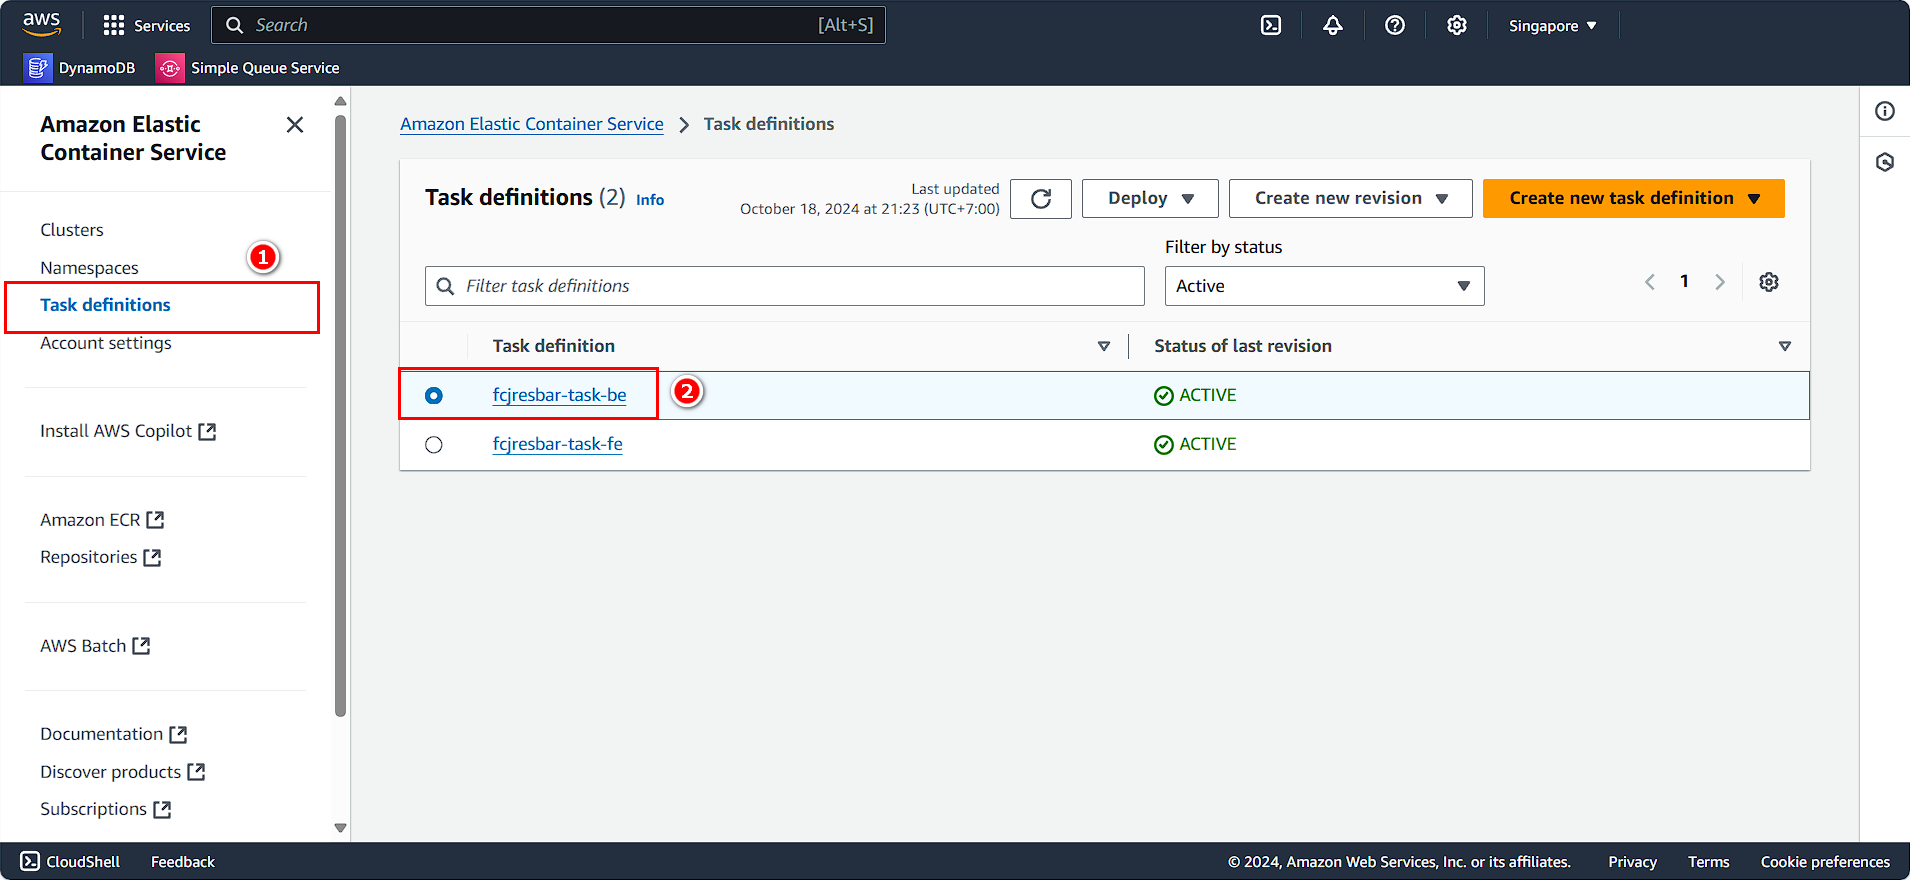 aws
Services
Search
[Alt+S]
Singapore
DynamoDB
Simple Queue Service
Amazon Elastic
Container Service
Clusters
Namespaces
1
Task definitions
Account settings
Install AWS Copilot
Amazon ECR
Repositories
AWS Batch
Documentation
Discover products
Subscriptions
Amazon Elastic Container Service
Task definitions
Task definitions (2) Info
Last updated
October 18, 2024 at 21:23 (UTC+7:00)
Deploy
Create new revision
Create new task definition
Filter by status
Filter task definitions
Active
1
Task definition
Status of last revision
fcjresbar-task-be
2
ACTIVE
fcjresbar-task-fe
ACTIVE
CloudShell
Feedback
© 2024, Amazon Web Services, Inc. or its affiliates.
Privacy
Terms
Cookie preferences